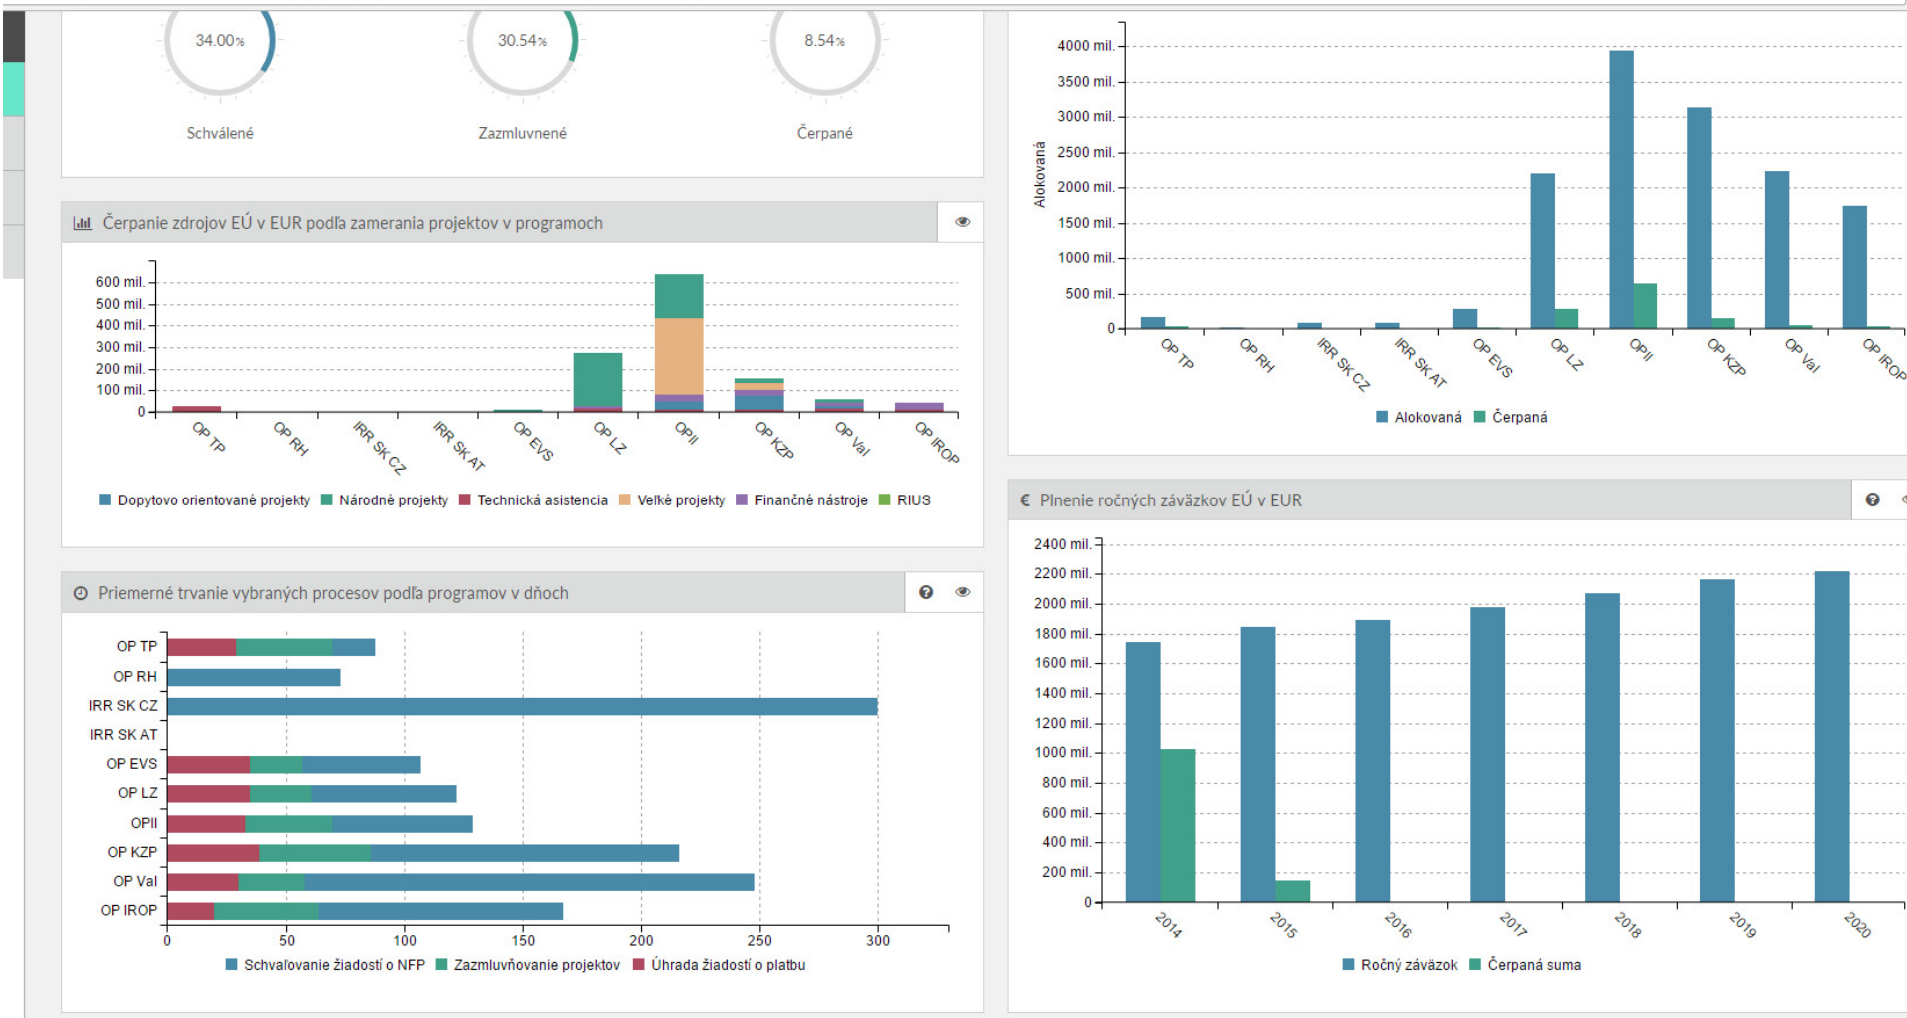 34.00%
30.54%
8.54%
Schválené
Zazmluvnené
Čerpané
Čerpanie zdrojov EÚ v EUR podľa zamerania projektov v programoch
600 mil.
500 mil.
400 mil.
300 mil.
200 mil.
100 mil.
0
OP TP
OP RH
IRR SK CZ
IRR SK AT
OP EVS
OP LZ
OPII
OP KZP
OP Val
OP IROP
Dopytovo orientované projekty
Národné projekty
Technická asistencia
Veľké projekty
Finančné nástroje
RIUS
Priemerné trvanie vybraných procesov podľa programov v dňoch
OP TP
OP RH
IRR SK CZ
IRR SK AT
OP EVS
OP LZ
OPII
OP KZP
OP Val
OP IROP
0 50 100 150 200 250 300
Schvaľovanie žiadostí o NFP
Zazmluvňovanie projektov
Úhrada žiadostí o platbu
Alokovaná
4000 mil.
3500 mil.
3000 mil.
2500 mil.
2000 mil.
1500 mil.
1000 mil.
500 mil.
0
OP TP
OP RH
IRR SK CZ
IRR SK AT
OP EVS
OP LZ
OPII
OP KZP
OP Val
OP IROP
Alokovaná
Čerpaná
€ Plnenie ročných záväzkov EÚ v EUR
2400 mil.
2200 mil.
2000 mil.
1800 mil.
1600 mil.
1400 mil.
1200 mil.
1000 mil.
800 mil.
600 mil.
400 mil.
200 mil.
0
2014
2015
2016
2017
2018
2019
2020
Ročný záväzok
Čerpaná suma